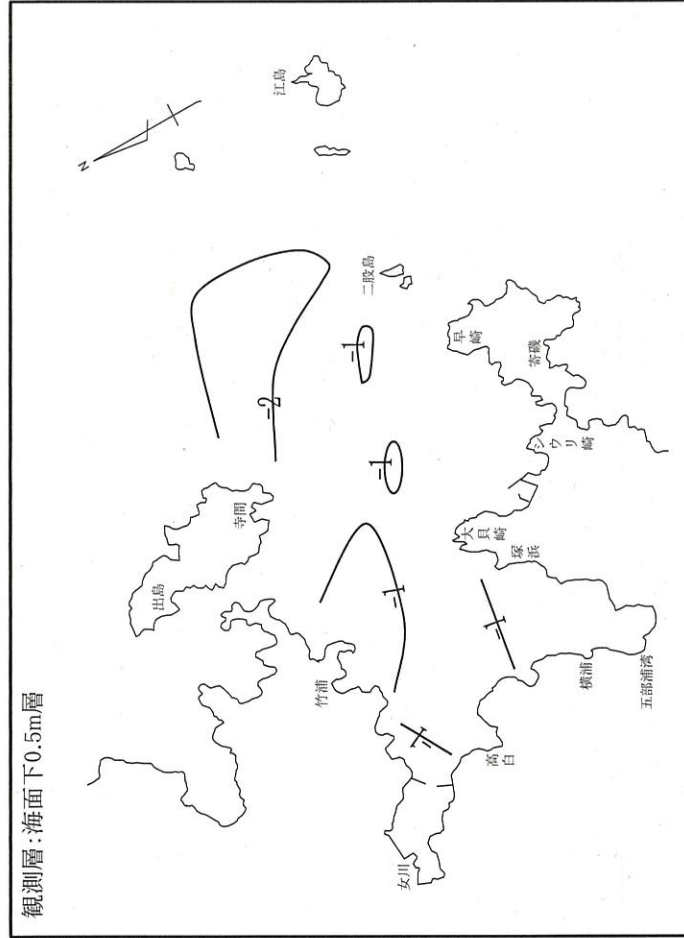 観測層:海面下0.5m層
N
江島
出島
寺間
二股島
-2
-1
-1
-1
-1
-1
竹浦
早崎
寄磯
シウリ崎
大貝崎
塚浜
女川
高白
横浦
五部浦湾